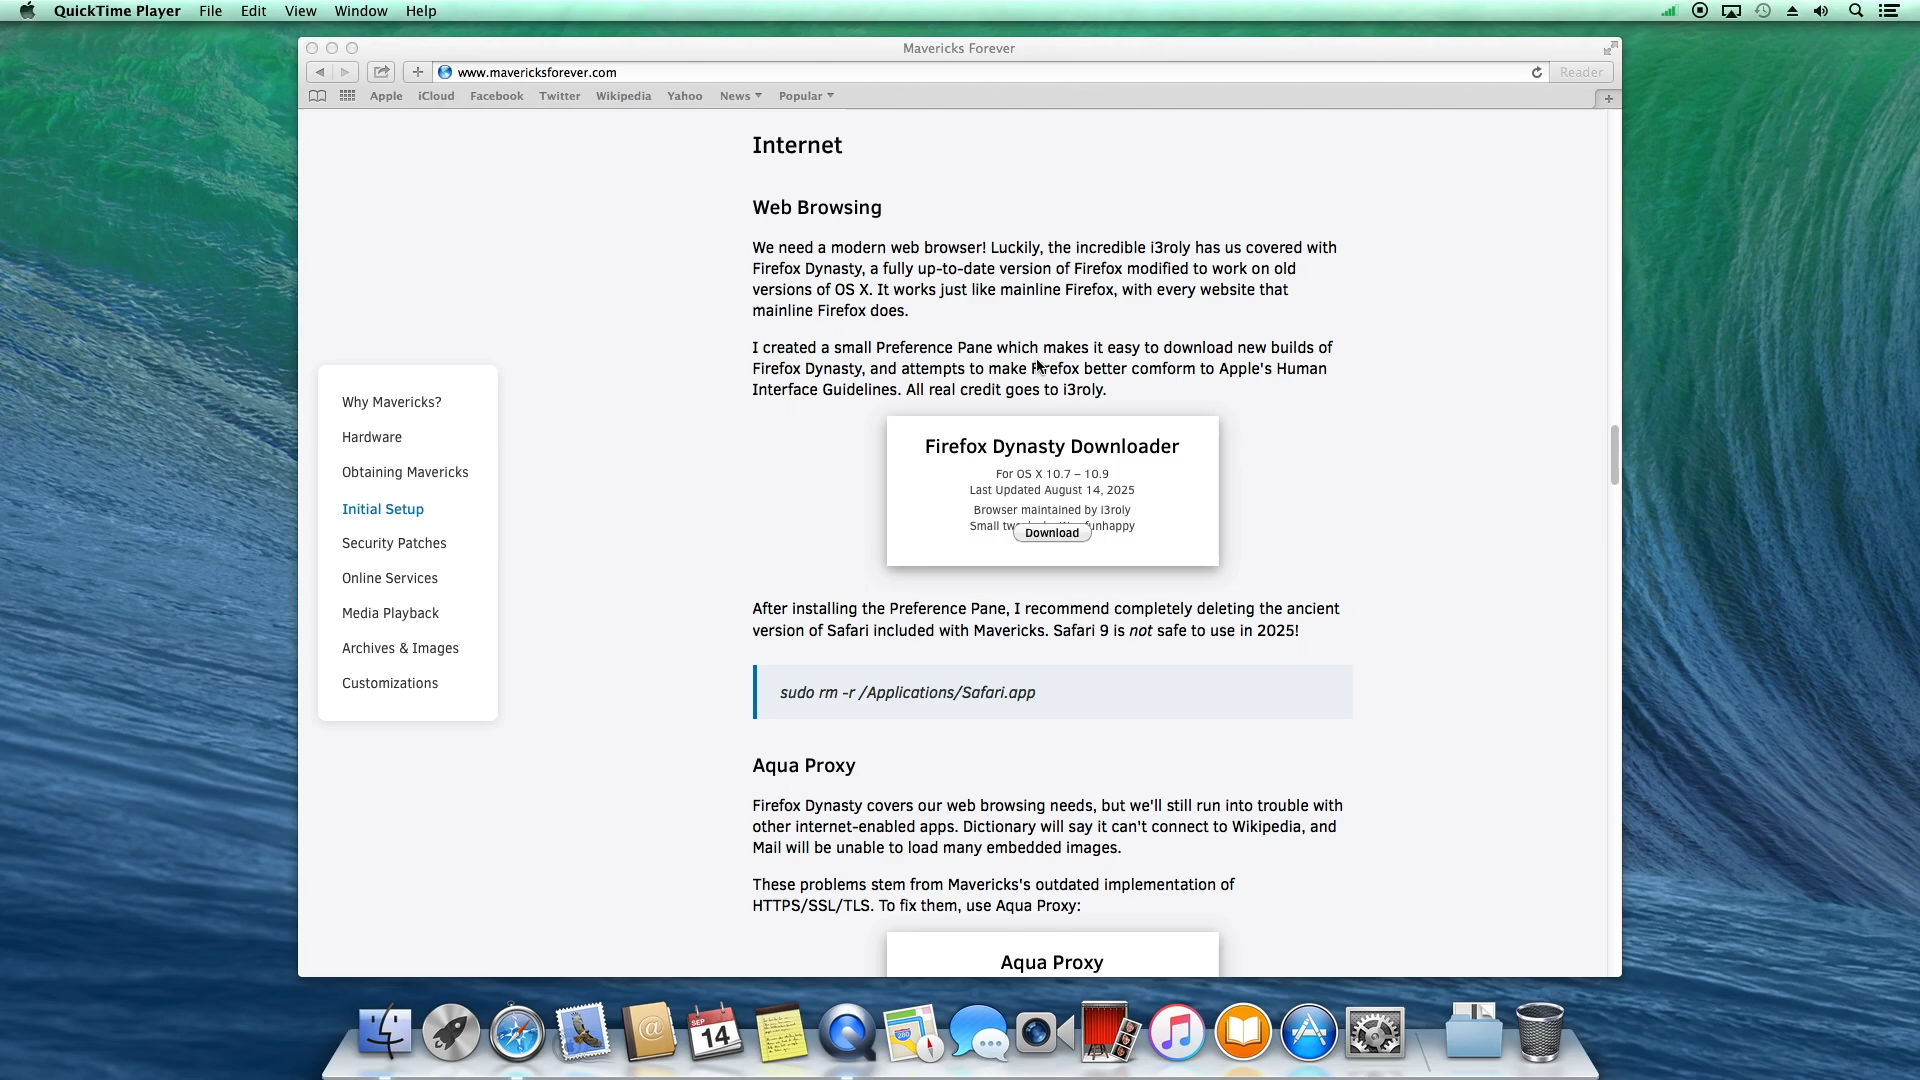 QuickTime Player File Edit View Window Help
Mavericks Forever
www.mavericksforever.com
Reader
Apple iCloud Facebook Twitter Wikipedia Yahoo News Popular
Internet
Web Browsing
We need a modern web browser! Luckily, the incredible i3roly has us covered with
Firefox Dynasty, a fully up-to-date version of Firefox modified to work on old
versions of OS X. It works just like mainline Firefox, with every website that
mainline Firefox does.
I created a small Preference Pane which makes it easy to download new builds of
Firefox Dynasty, and attempts to make Firefox better comform to Apple's Human
Interface Guidelines. All real credit goes to i3roly.
Firefox Dynasty Downloader
For OS X 10.7 – 10.9
Last Updated August 14, 2025
Browser maintained by i3roly
Small
Download
After installing the Preference Pane, I recommend completely deleting the ancient
version of Safari included with Mavericks. Safari 9 is not safe to use in 2025!
sudo rm -r /Applications/Safari.app
Aqua Proxy
Firefox Dynasty covers our web browsing needs, but we'll still run into trouble with
other internet-enabled apps. Dictionary will say it can't connect to Wikipedia, and
Mail will be unable to load many embedded images.
These problems stem from Mavericks's outdated implementation of
HTTPS/SSL/TLS. To fix them, use Aqua Proxy:
Aqua Proxy
Why Mavericks?
Hardware
Obtaining Mavericks
Initial Setup
Security Patches
Online Services
Media Playback
Archives & Images
Customizations
SEP
14
280